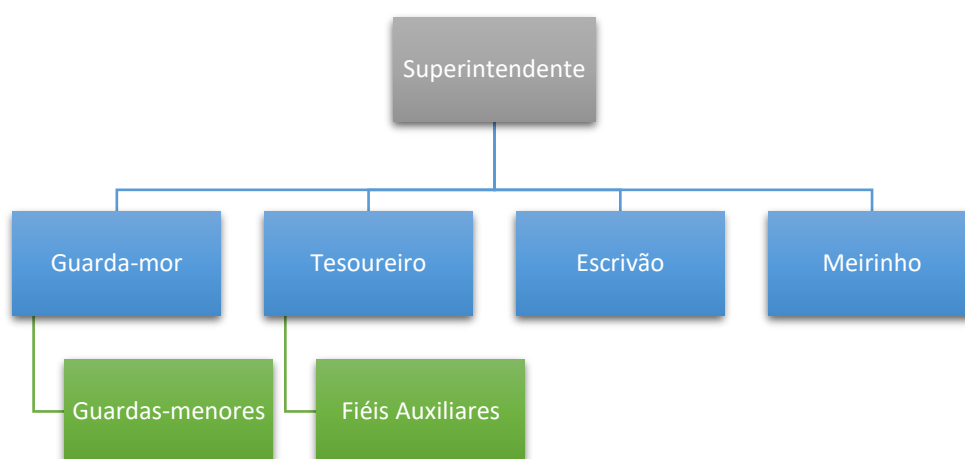 Superintendente
Guarda-mor
Tesoureiro
Escrivão
Meirinho
Guardas-menores
Fiéis Auxiliares